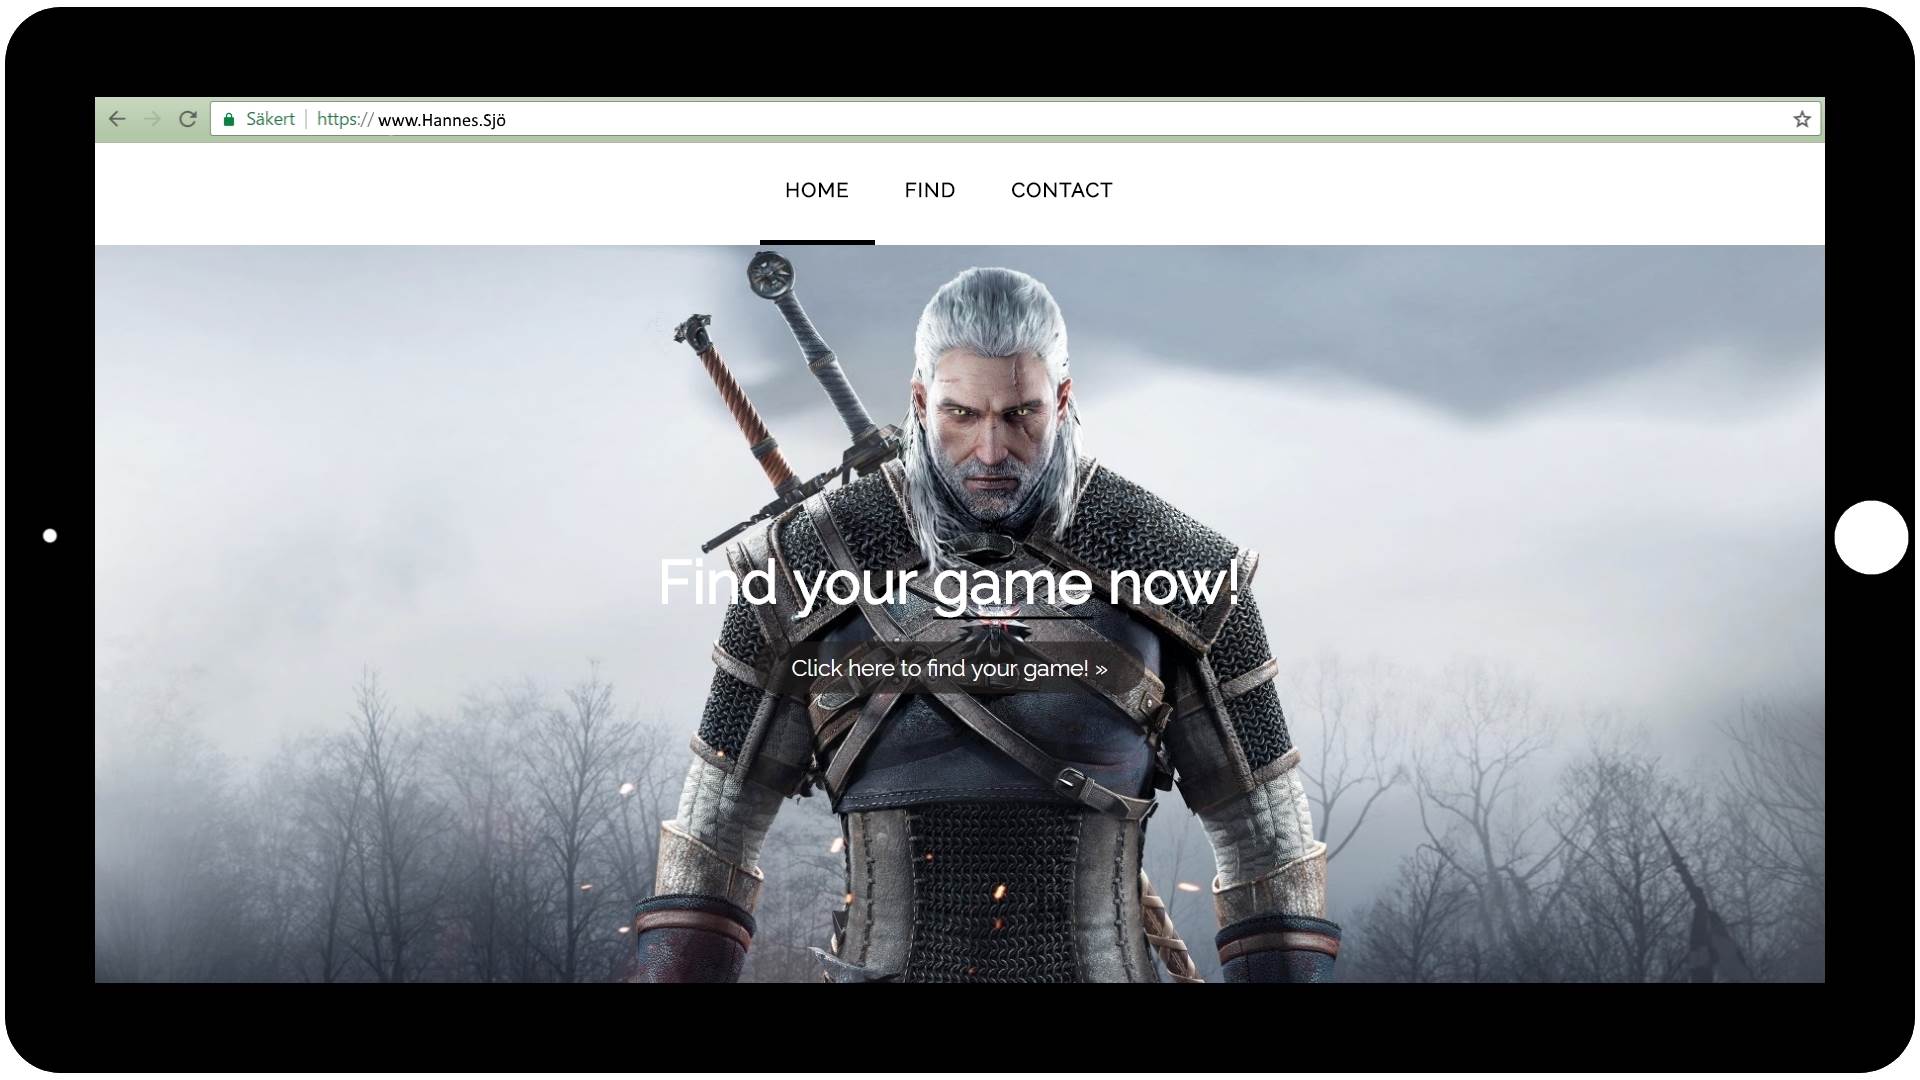 Säkert https:// www.Hannes.Sjö
HOME FIND CONTACT
Find your game now!
Click here to find your game! »